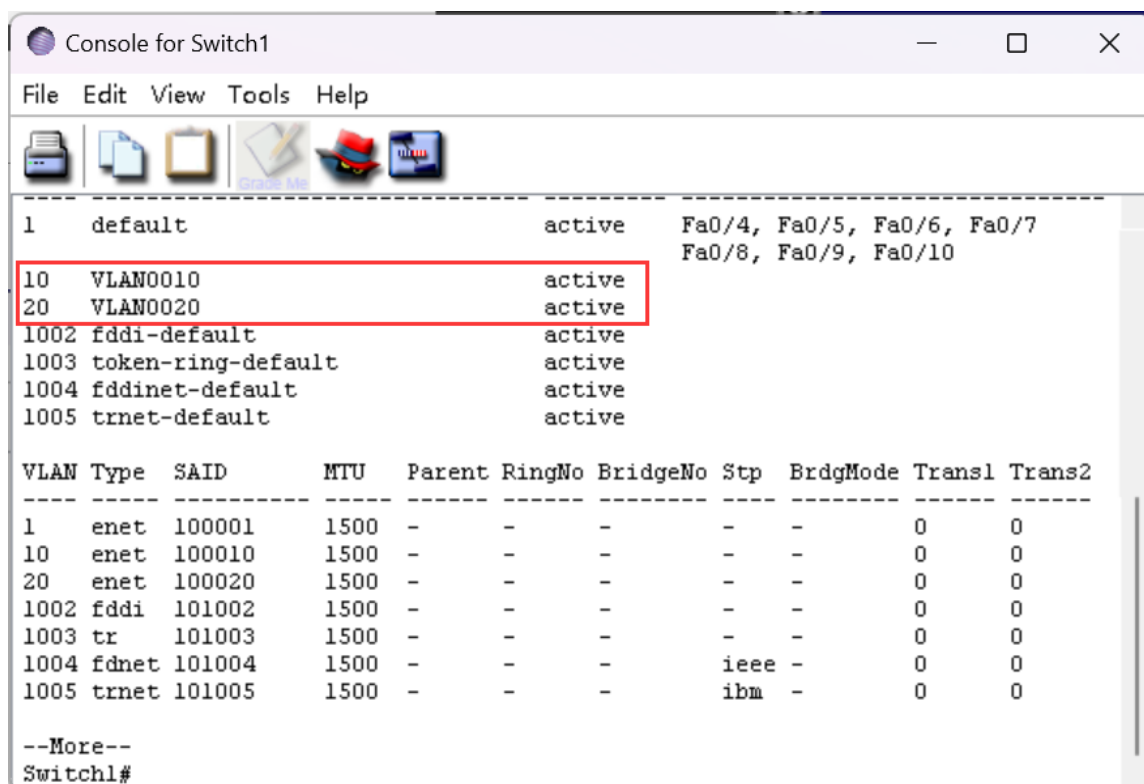 Console for Switch1
File Edit View Tools Help
Grade Me
---- -------------------------------- --------- -------------------------------
1    default                          active    Fa0/4, Fa0/5, Fa0/6, Fa0/7
                                                Fa0/8, Fa0/9, Fa0/10
10   VLAN0010                         active
20   VLAN0020                         active
1002 fddi-default                     active
1003 token-ring-default               active
1004 fddinet-default                  active
1005 trnet-default                    active
VLAN Type  SAID       MTU   Parent RingNo BridgeNo Stp  BrdgMode Trans1 Trans2
---- ----- ---------- ----- ------ ------ -------- ---- -------- ------ ------
1    enet  100001     1500  -      -      -        -    -        0      0
10   enet  100010     1500  -      -      -        -    -        0      0
20   enet  100020     1500  -      -      -        -    -        0      0
1002 fddi  101002     1500  -      -      -        -    -        0      0
1003 tr    101003     1500  -      -      -        -    -        0      0
1004 fdnet 101004     1500  -      -      -        ieee -        0      0
1005 trnet 101005     1500  -      -      -        ibm  -        0      0
--More--
Switch1#